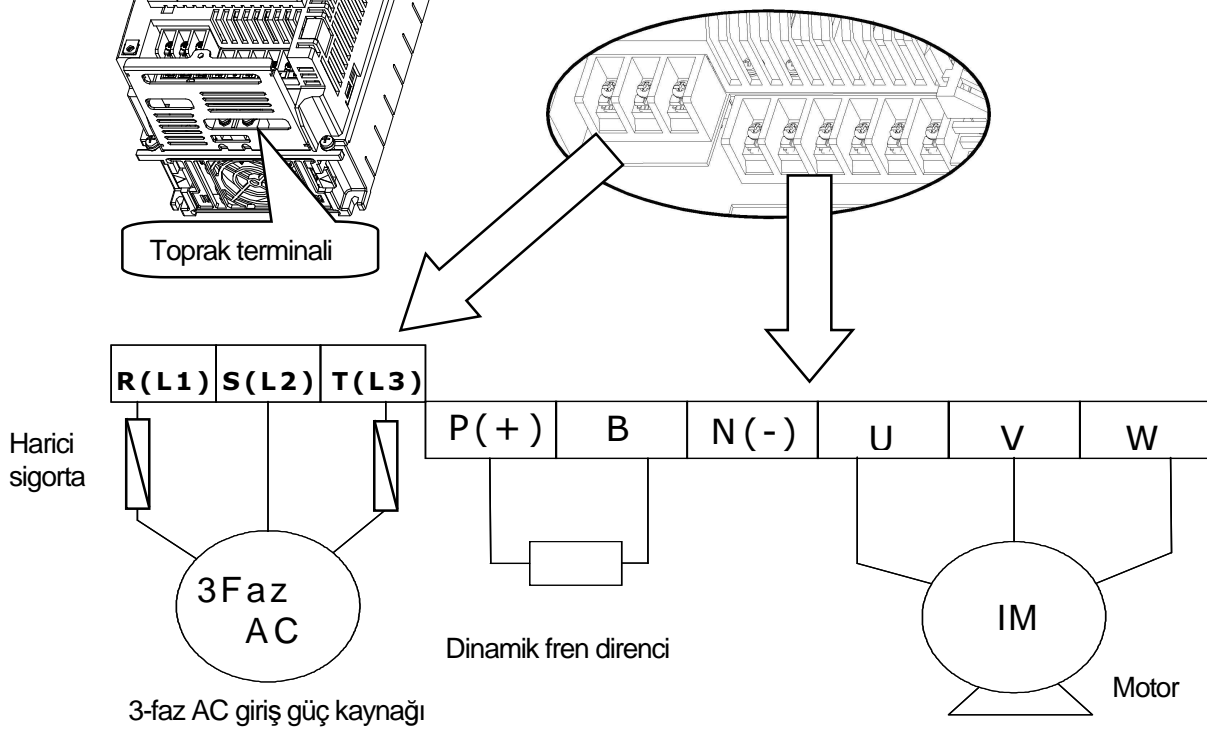 Toprak terminali
R(L1) S(L2) T(L3)
P(+) B N(-) U V W
Harici
sigorta
3Faz
AC
IM
Dinamik fren direnci
Motor
3-faz AC giriş güç kaynağı